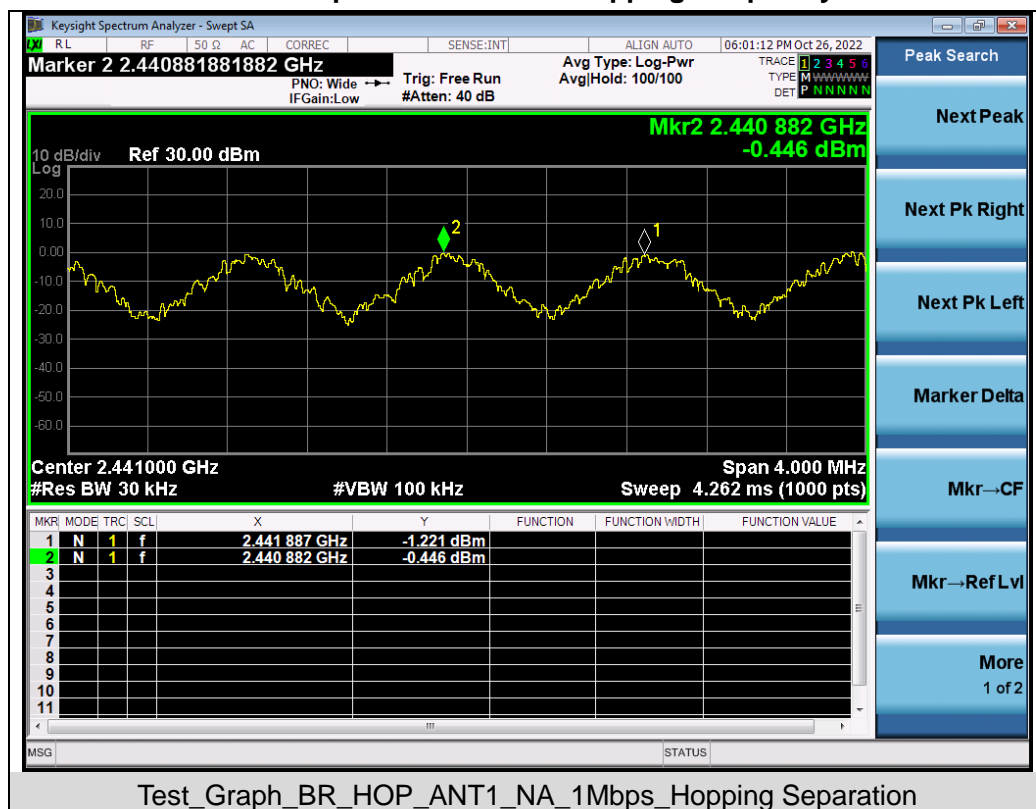 Keysight Spectrum Analyzer - Swept SA
LXI RL RF 50 Ω AC CORREC SENSE:INT ALIGN AUTO 06:01:12 PM Oct 26, 2022
Marker 2 2.440881881882 GHz
PNO: Wide
IFGain:Low
Trig: Free Run
#Atten: 40 dB
Avg Type: Log-Pwr
Avg|Hold: 100/100
TRACE 1 2 3 4 5 6
TYPE M WWWWW
DET P N N N N N
Mkr2 2.440 882 GHz
-0.446 dBm
10 dB/div Ref 30.00 dBm
Log
20.0
10.0
0.00
-10.0
-20.0
-30.0
-40.0
-50.0
-60.0
2
1
Center 2.441000 GHz Span 4.000 MHz
#Res BW 30 kHz #VBW 100 kHz Sweep 4.262 ms (1000 pts)
MKR MODE TRC SCL X Y FUNCTION FUNCTION WIDTH FUNCTION VALUE
1 N 1 f 2.441 887 GHz -1.221 dBm
2 N 1 f 2.440 882 GHz -0.446 dBm
3
4
5
6
7
8
9
10
11
MSG STATUS
Peak Search
Next Peak
Next Pk Right
Next Pk Left
Marker Delta
Mkr→CF
Mkr→Ref Lvl
More
1 of 2
Test_Graph_BR_HOP_ANT1_NA_1Mbps_Hopping Separation